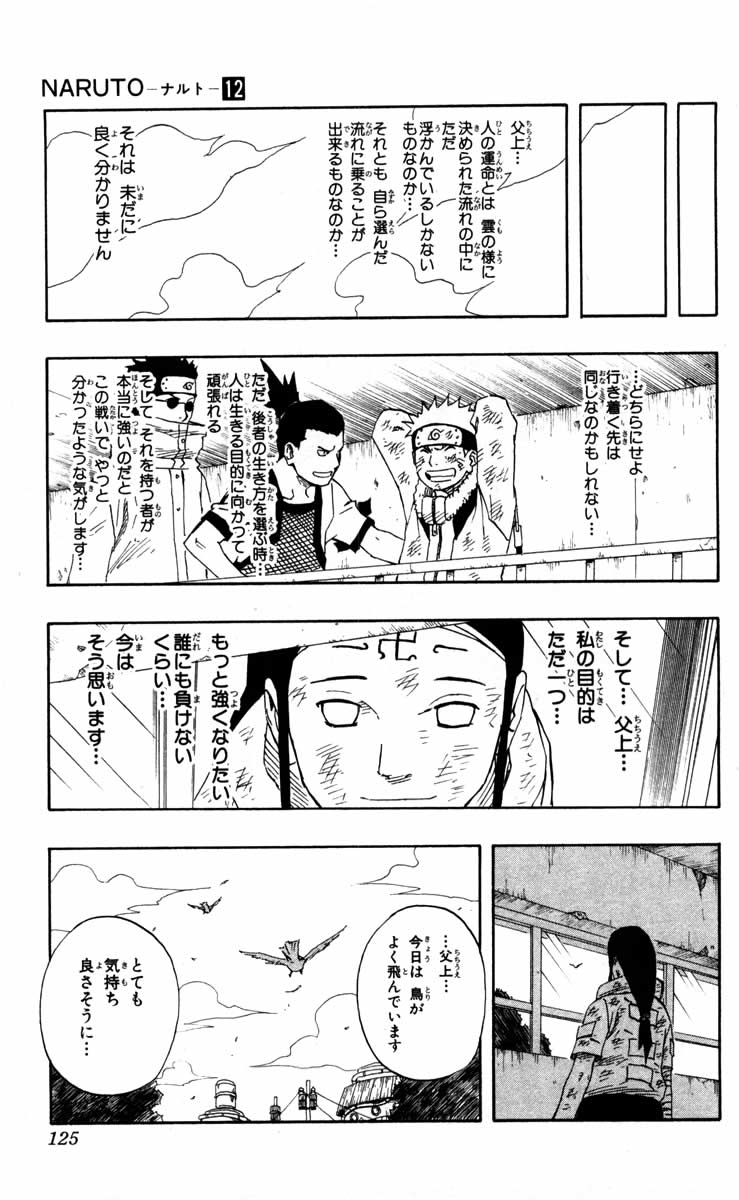 NARUTO—ナルト—12
父上…
人の運命とは 雲の様に
決められた流れの中に
ただ
浮かんでいるしかない
ものなのか…
それとも 自ら選んだ
流れに乗ることが
出来るものなのか…
それは 未だに
良く分かりません
…どちらにせよ
行き着く先は
同じなのかもしれない…
ただ 後者の生き方を選ぶ時…
人は生きる目的に向かつて
頑張れる
そして それを持つ者が
本当に強いのだと
この戦いで やっと
分かったような気がします…
そして… 父上…
私の目的は
ただ一つ…
もっと強くなりたい
誰にも負けない
くらい…
今は
そう思います…
…父上…
今日は 鳥が
よく飛んでいます
とても
気持ち
良さそうに…
125